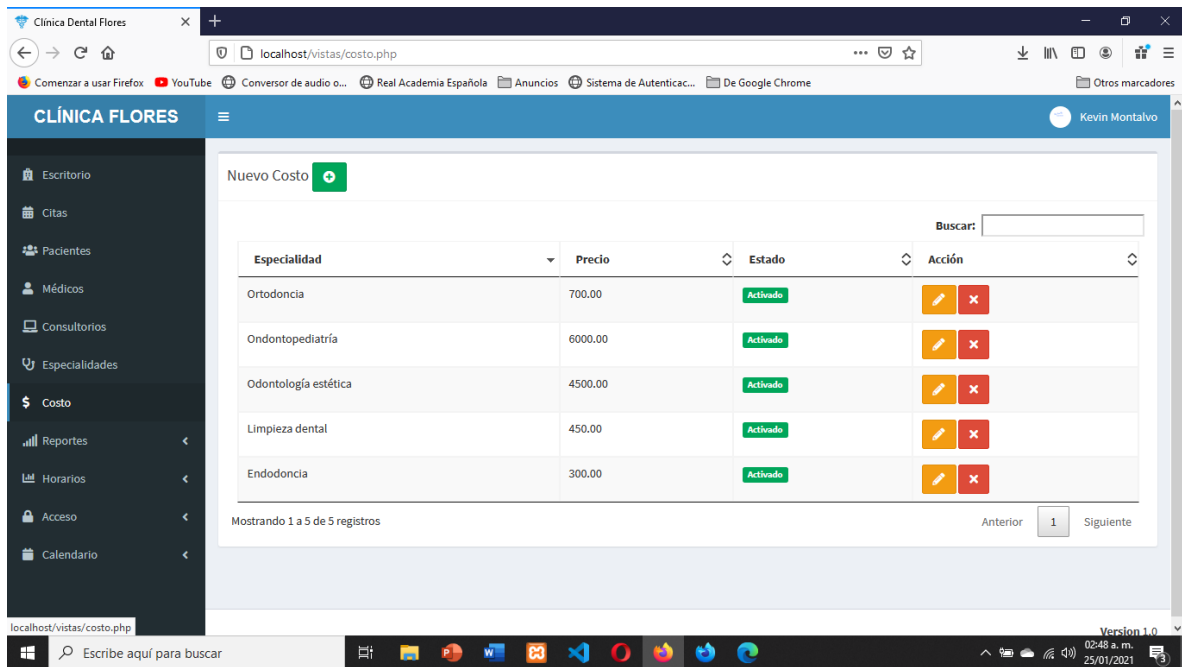 Clínica Dental Flores
localhost/vistas/costo.php
Comenzar a usar Firefox YouTube Conversor de audio o... Real Academia Española Anuncios Sistema de Autenticac... De Google Chrome Otros marcadores
CLÍNICA FLORES
Kevin Montalvo
Escritorio
Citas
Pacientes
Médicos
Consultorios
Especialidades
$ Costo
Reportes
Horarios
Acceso
Calendario
Nuevo Costo
Buscar:
Especialidad Precio Estado Acción
Ortodoncia 700.00 Activado
Ondontopediatría 6000.00 Activado
Odontología estética 4500.00 Activado
Limpieza dental 450.00 Activado
Endodoncia 300.00 Activado
Mostrando 1 a 5 de 5 registros
Anterior 1 Siguiente
localhost/vistas/costo.php
Version 1.0
Escribe aquí para buscar
02:48 a. m.
25/01/2021
3